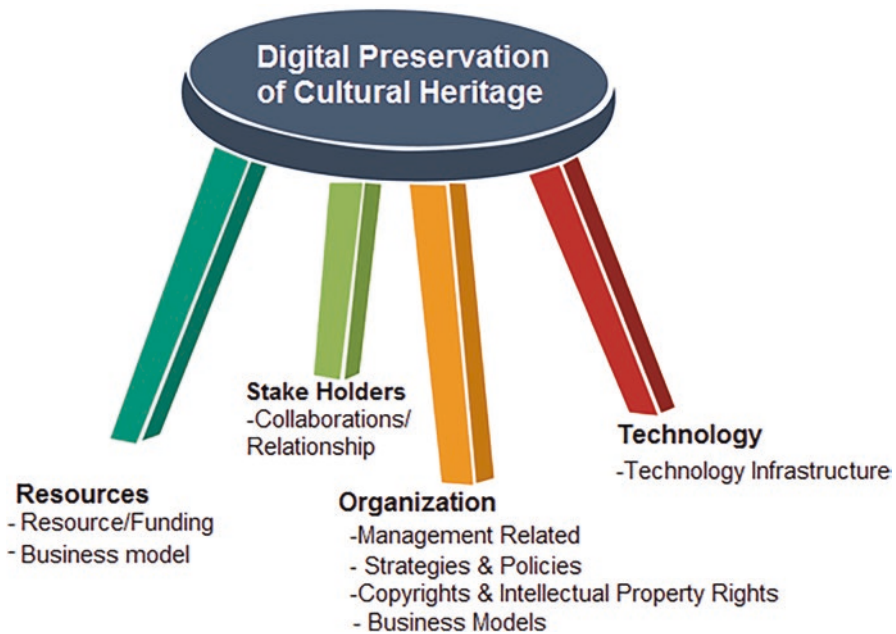 Digital Preservation
of Cultural Heritage
Stake Holders
-Collaborations/
Relationship
Technology
-Technology Infrastructure
Resources
- Resource/Funding
- Business model
Organization
-Management Related
- Strategies & Policies
-Copyrights & Intellectual Property Rights
- Business Models